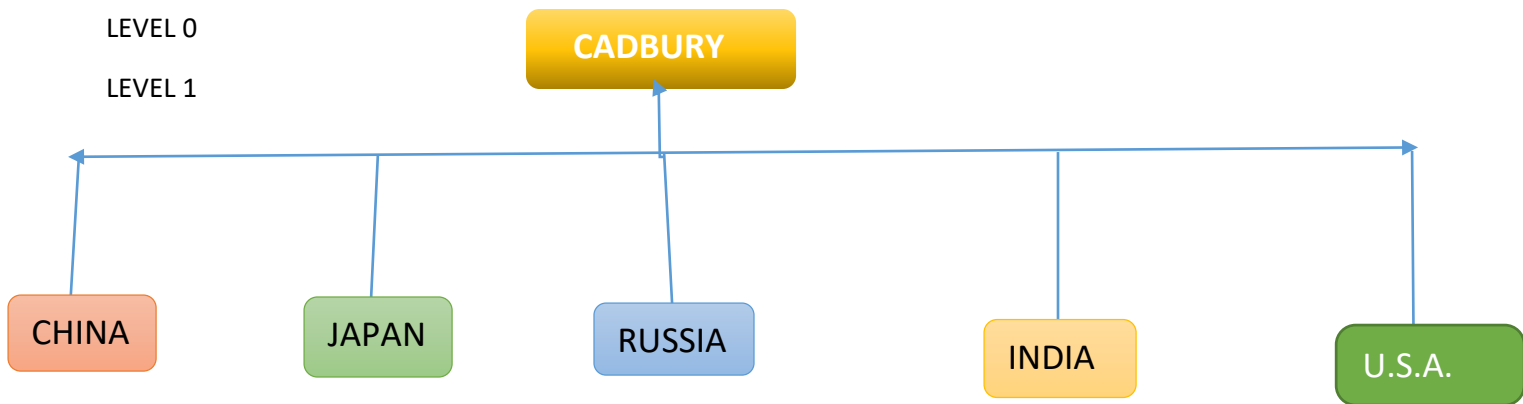 LEVEL 0
CADBURY
LEVEL 1
CHINA
JAPAN
RUSSIA
INDIA
U.S.A.